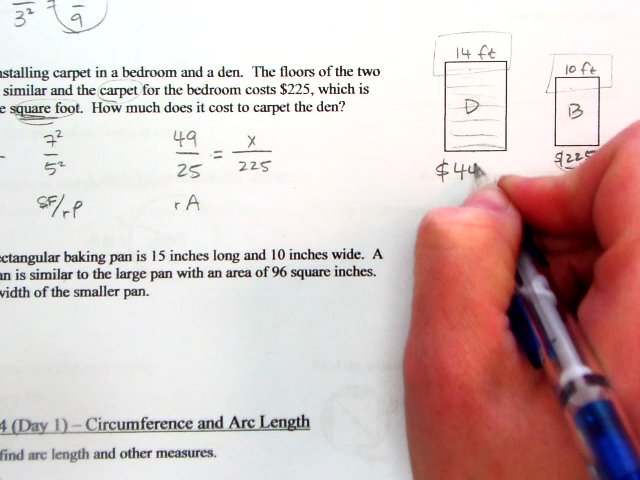 3² = 9
14 ft
10 ft
nstalling carpet in a bedroom and a den. The floors of the two
similar and the carpet for the bedroom costs $225, which is
e square foot. How much does it cost to carpet the den?
D
B
7²/5²
49/25 = x/225
$44
$225
SF/rP
rA
ectangular baking pan is 15 inches long and 10 inches wide. A
an is similar to the large pan with an area of 96 square inches.
width of the smaller pan.
4 (Day 1) – Circumference and Arc Length
find arc length and other measures.